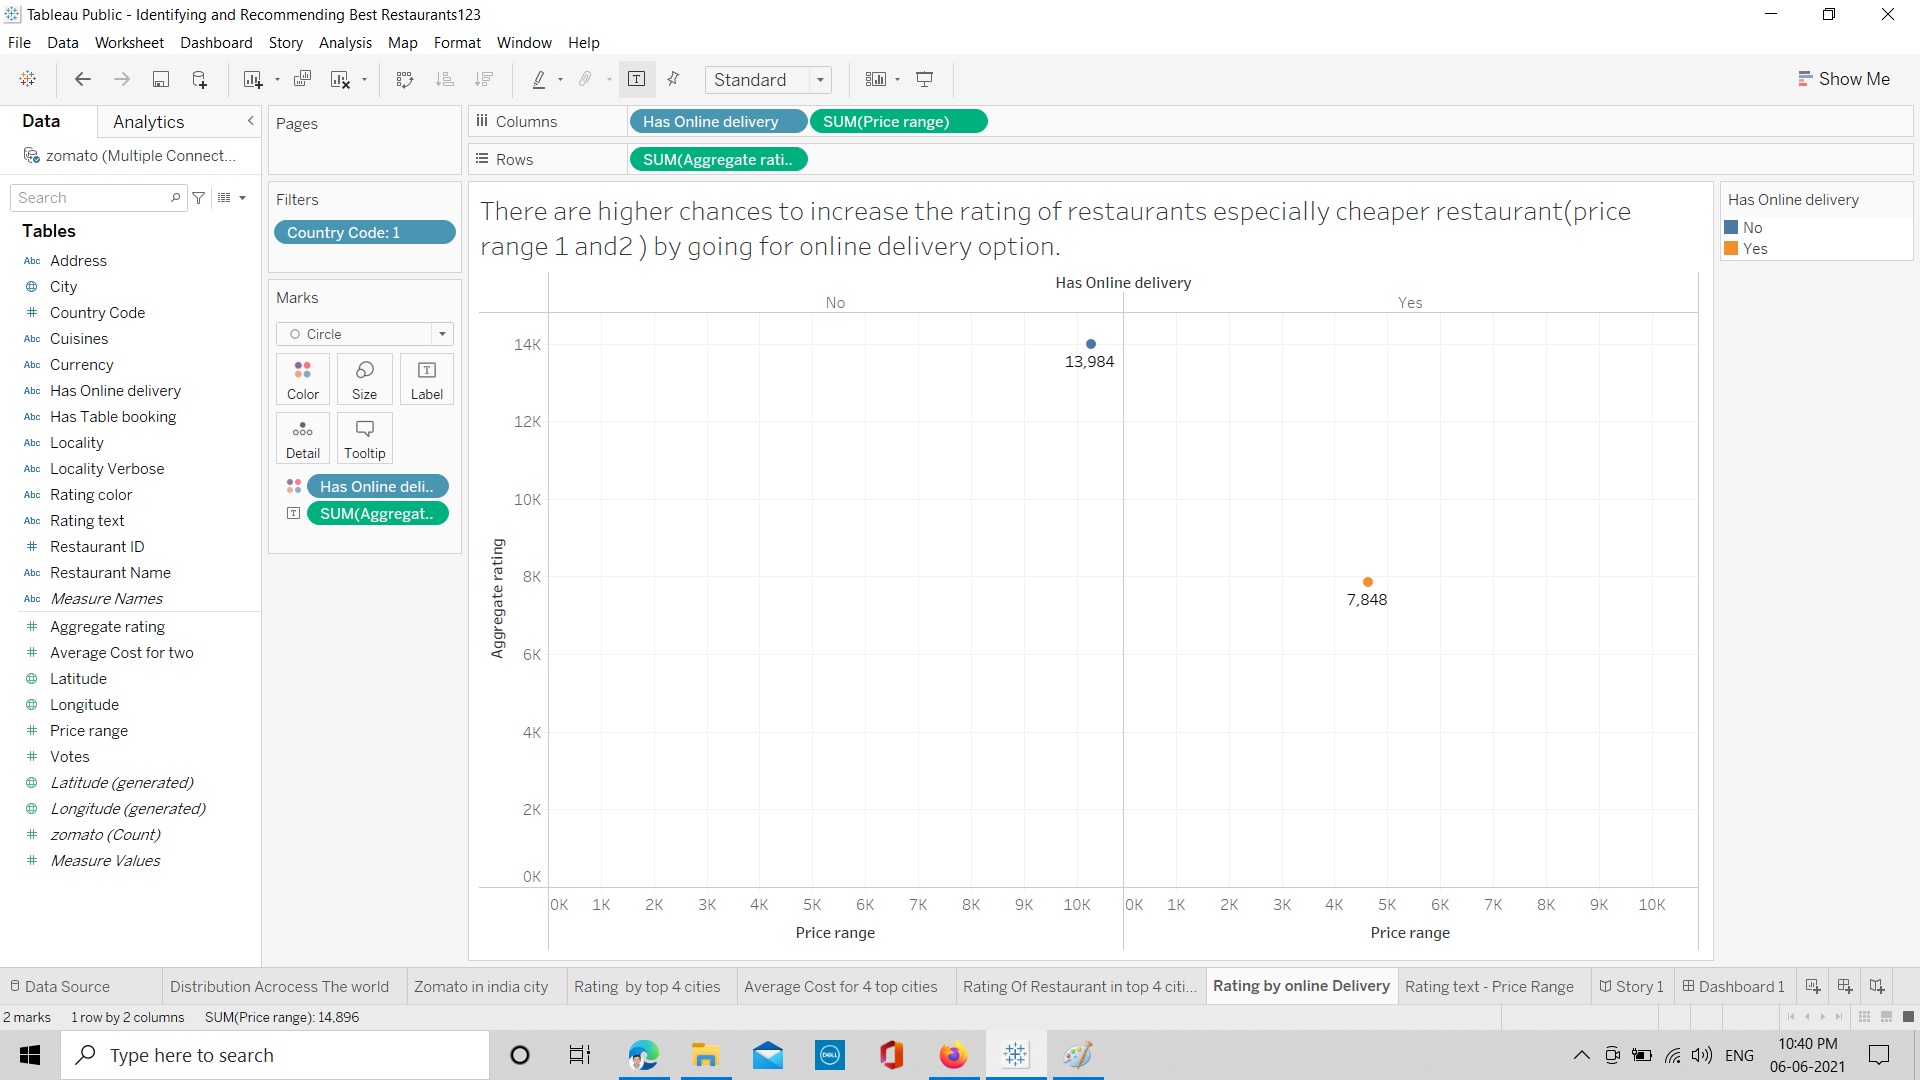 Tableau Public - Identifying and Recommending Best Restaurants123
File Data Worksheet Dashboard Story Analysis Map Format Window Help
Standard
Show Me
Data Analytics
zomato (Multiple Connect...
Search
Tables
Abc Address
City
# Country Code
Abc Cuisines
Abc Currency
Abc Has Online delivery
Abc Has Table booking
Abc Locality
Abc Locality Verbose
Abc Rating color
Abc Rating text
# Restaurant ID
Abc Restaurant Name
Abc Measure Names
# Aggregate rating
# Average Cost for two
Latitude
Longitude
# Price range
# Votes
Latitude (generated)
Longitude (generated)
# zomato (Count)
# Measure Values
Pages
Filters
Country Code: 1
Marks
Circle
Color Size Label
Detail Tooltip
Has Online deli..
SUM(Aggregat..
Columns Has Online delivery SUM(Price range)
Rows SUM(Aggregate rati..
There are higher chances to increase the rating of restaurants especially cheaper restaurant(price
range 1 and2 ) by going for online delivery option.
Has Online delivery
No Yes
14K
12K
10K
8K
6K
4K
2K
0K
Aggregate rating
13,984
7,848
0K 1K 2K 3K 4K 5K 6K 7K 8K 9K 10K 0K 1K 2K 3K 4K 5K 6K 7K 8K 9K 10K
Price range Price range
Has Online delivery
No
Yes
Data Source Distribution Acrocess The world Zomato in india city Rating by top 4 cities Average Cost for 4 top cities Rating Of Restaurant in top 4 citi... Rating by online Delivery Rating text - Price Range Story 1 Dashboard 1
2 marks 1 row by 2 columns SUM(Price range): 14,896
Type here to search
DELL
ENG
10:40 PM
06-06-2021